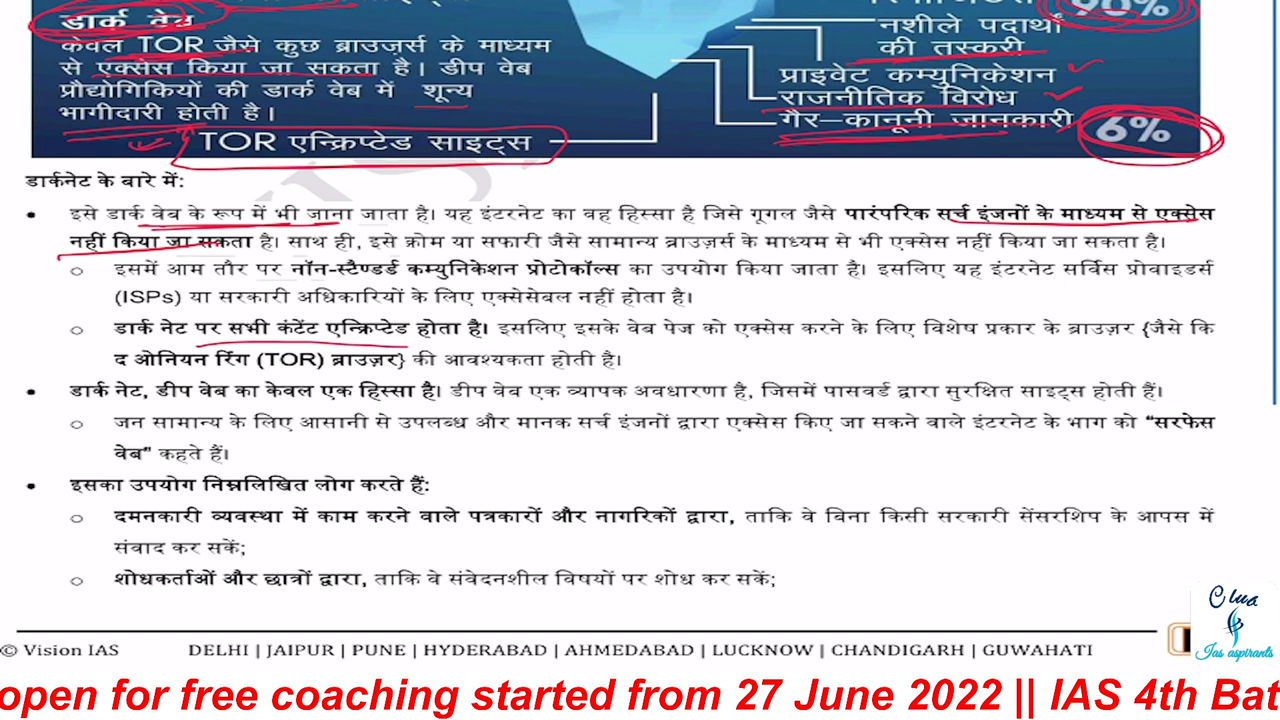 90%
डार्क वेब
केवल TOR जैसे कुछ ब्राउज़र्स के माध्यम
से एक्सेस किया जा सकता है। डीप वेब
प्रौद्योगिकियों की डार्क वेब में शून्य
भागीदारी होती है।
TOR एन्क्रिप्टेड साइट्स
नशीले पदार्थों
की तस्करी
प्राइवेट कम्युनिकेशन
राजनीतिक विरोध
गैर–कानूनी जानकारी
6%
डार्कनेट के बारे में:
• इसे डार्क वेब के रूप में भी जाना जाता है। यह इंटरनेट का वह हिस्सा है जिसे गूगल जैसे पारंपरिक सर्च इंजनों के माध्यम से एक्सेस
नहीं किया जा सकता है। साथ ही, इसे क्रोम या सफारी जैसे सामान्य ब्राउज़र्स के माध्यम से भी एक्सेस नहीं किया जा सकता है।
o इसमें आम तौर पर नॉन-स्टैण्डर्ड कम्युनिकेशन प्रोटोकॉल्स का उपयोग किया जाता है। इसलिए यह इंटरनेट सर्विस प्रोवाइडर्स
(ISPs) या सरकारी अधिकारियों के लिए एक्सेसेबल नहीं होता है।
o डार्क नेट पर सभी कंटेंट एन्क्रिप्टेड होता है। इसलिए इसके वेब पेज को एक्सेस करने के लिए विशेष प्रकार के ब्राउज़र {जैसे कि
द ओनियन रिंग (TOR) ब्राउज़र} की आवश्यकता होती है।
• डार्क नेट, डीप वेब का केवल एक हिस्सा है। डीप वेब एक व्यापक अवधारणा है, जिसमें पासवर्ड द्वारा सुरक्षित साइट्स होती हैं।
o जन सामान्य के लिए आसानी से उपलब्ध और मानक सर्च इंजनों द्वारा एक्सेस किए जा सकने वाले इंटरनेट के भाग को “सरफेस
वेब” कहते हैं।
• इसका उपयोग निम्नलिखित लोग करते हैं:
o दमनकारी व्यवस्था में काम करने वाले पत्रकारों और नागरिकों द्वारा, ताकि वे बिना किसी सरकारी सेंसरशिप के आपस में
संवाद कर सकें;
o शोधकर्ताओं और छात्रों द्वारा, ताकि वे संवेदनशील विषयों पर शोध कर सकें;
© Vision IAS
DELHI | JAIPUR | PUNE | HYDERABAD | AHMEDABAD | LUCKNOW | CHANDIGARH | GUWAHATI
Ias aspirants
open for free coaching started from 27 June 2022 || IAS 4th Bat